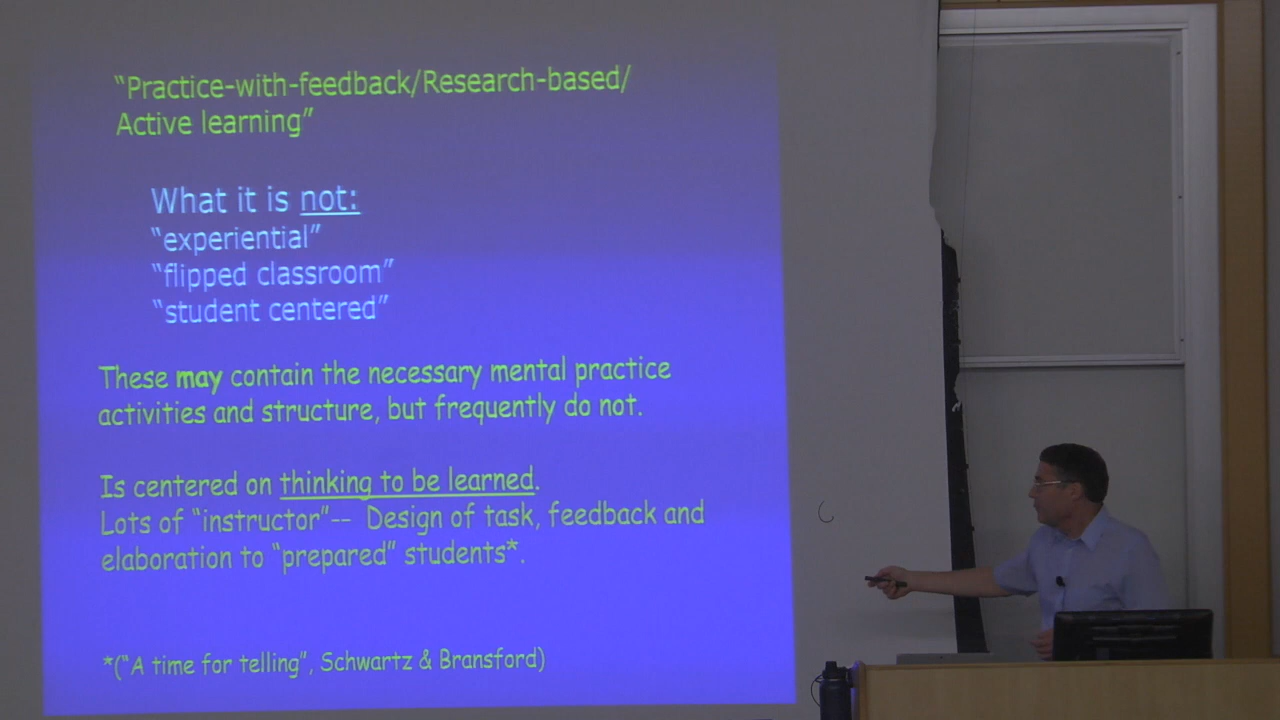 “Practice-with-feedback/Research-based/
Active learning”
What it is not:
“experiential”
“flipped classroom”
“student centered”
These may contain the necessary mental practice
activities and structure, but frequently do not.
Is centered on thinking to be learned.
Lots of “instructor”-- Design of task, feedback and
elaboration to “prepared” students*.
*(“A time for telling”, Schwartz & Bransford)